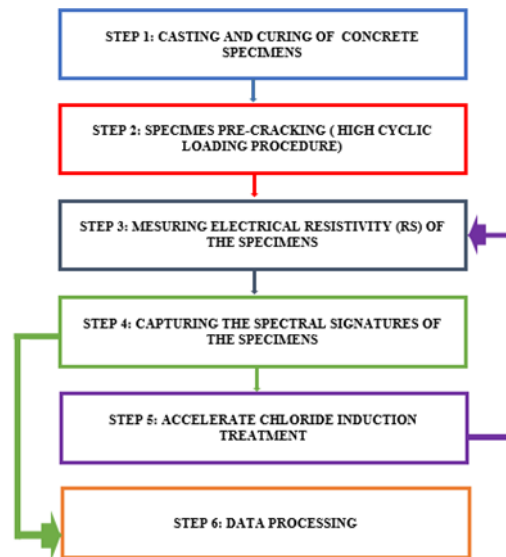 STEP 1: CASTING AND CURING OF CONCRETE
SPECIMENS
STEP 2: SPECIMES PRE-CRACKING ( HIGH CYCLIC
LOADING PROCEDURE)
STEP 3: MESURING ELECTRICAL RESISTIVITY (RS) OF
THE SPECIMENS
STEP 4: CAPTURING THE SPECTRAL SIGNATURES OF
THE SPECIMENS
STEP 5: ACCELERATE CHLORIDE INDUCTION
TREATMENT
STEP 6: DATA PROCESSING